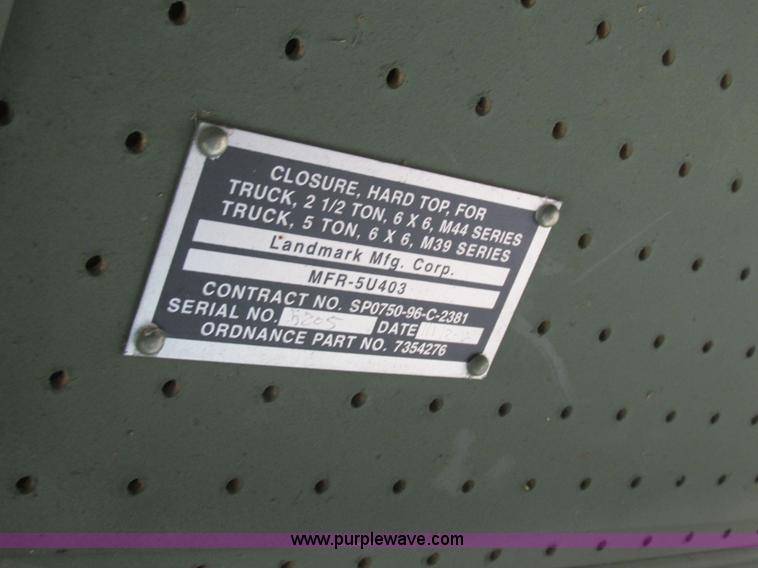 CLOSURE, HARD TOP, FOR
TRUCK, 2 1/2 TON, 6 X 6, M44 SERIES
TRUCK, 5 TON, 6 X 6, M39 SERIES
Landmark Mfg. Corp.
MFR-5U403
CONTRACT NO. SP0750-96-C-2381
SERIAL NO. DATE
ORDNANCE PART NO. 7354276
www.purplewave.com